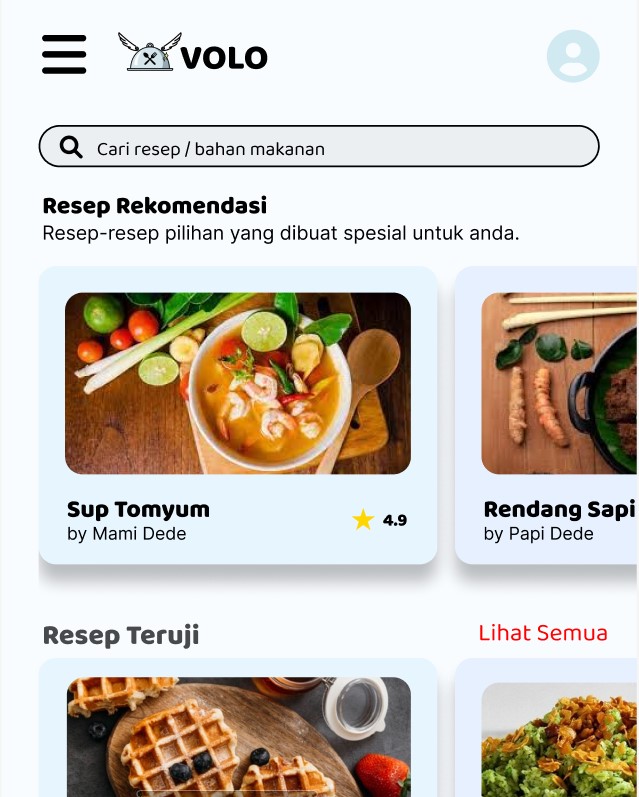 VOLO
Cari resep / bahan makanan
Resep Rekomendasi
Resep-resep pilihan yang dibuat spesial untuk anda.
Sup Tomyum
by Mami Dede
4.9
Rendang Sapi
by Papi Dede
Resep Teruji
Lihat Semua